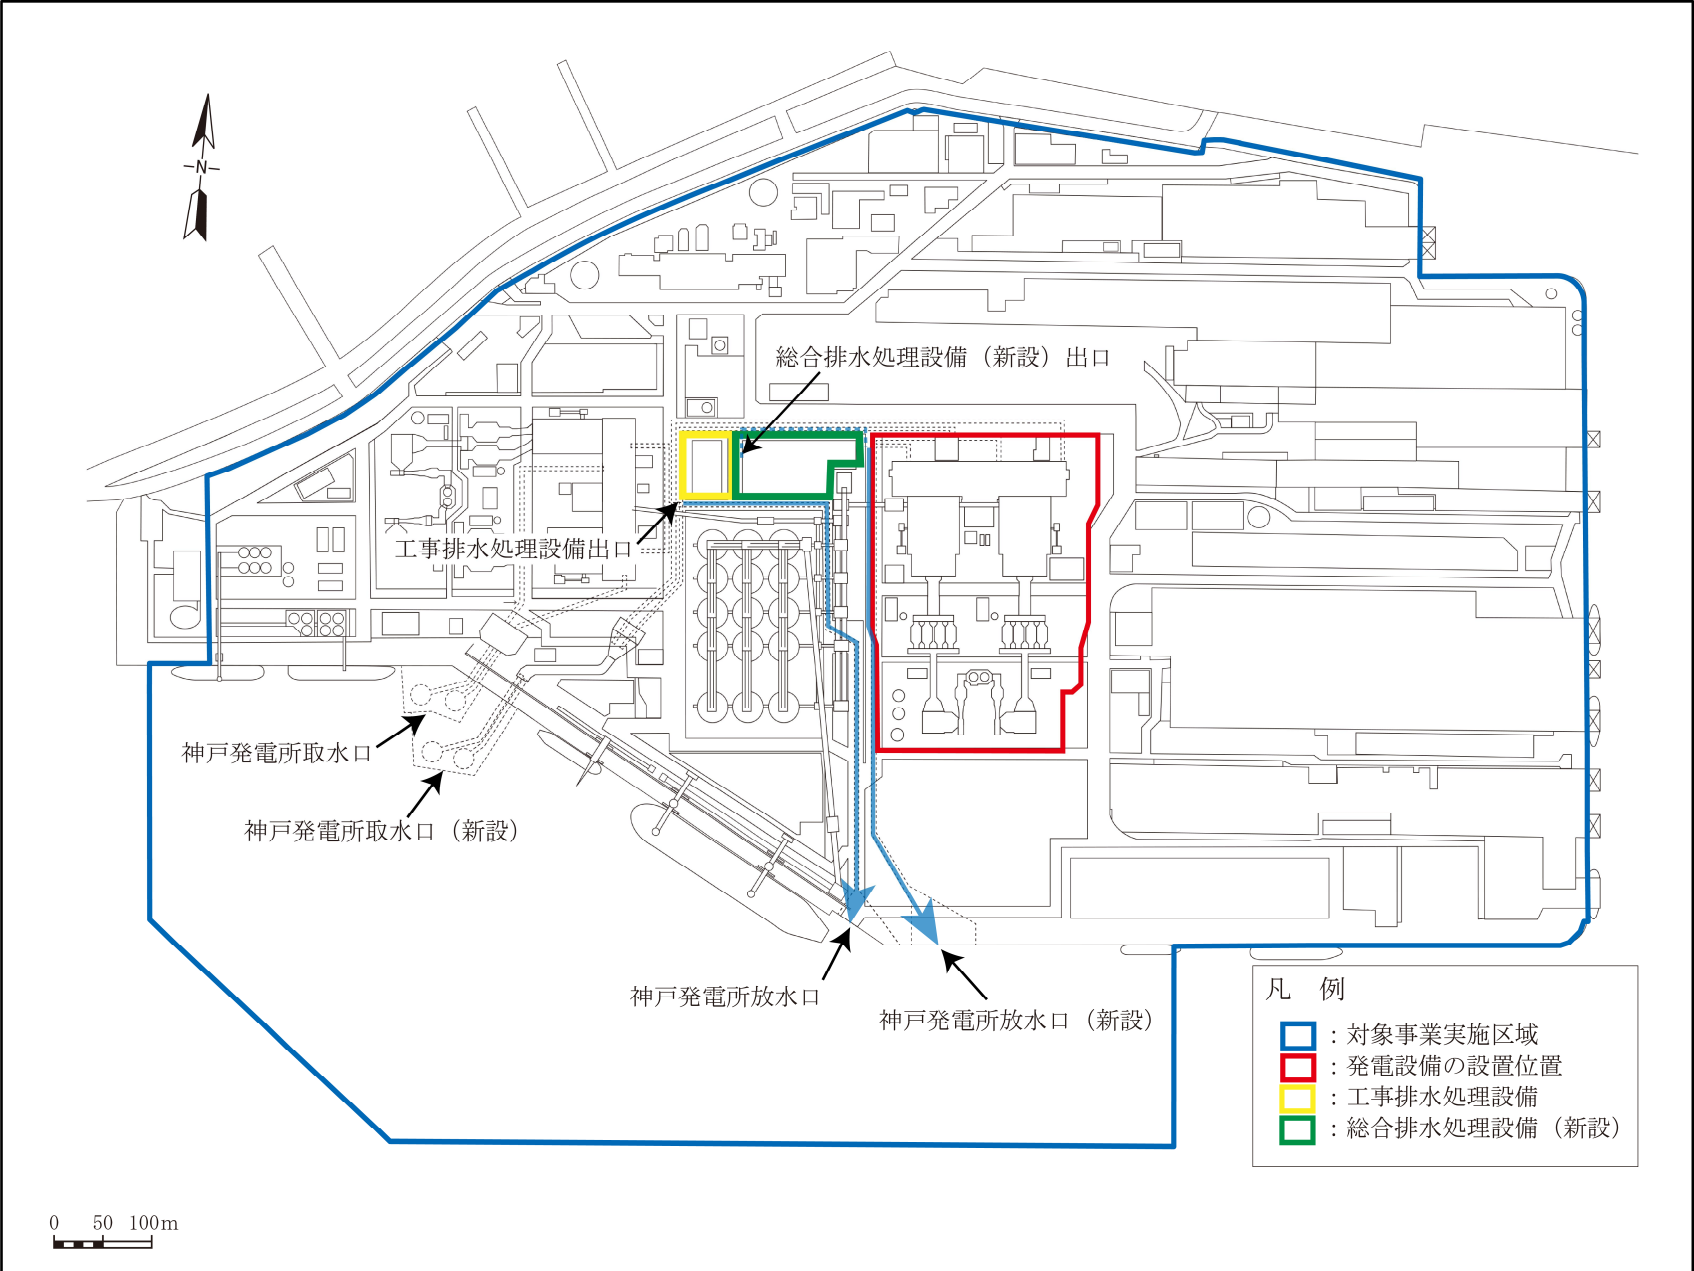 N
総合排水処理設備（新設）出口
工事排水処理設備出口
神戸発電所取水口
神戸発電所取水口（新設）
神戸発電所放水口
神戸発電所放水口（新設）
凡　例
：対象事業実施区域
：発電設備の設置位置
：工事排水処理設備
：総合排水処理設備（新設）
0 50 100m